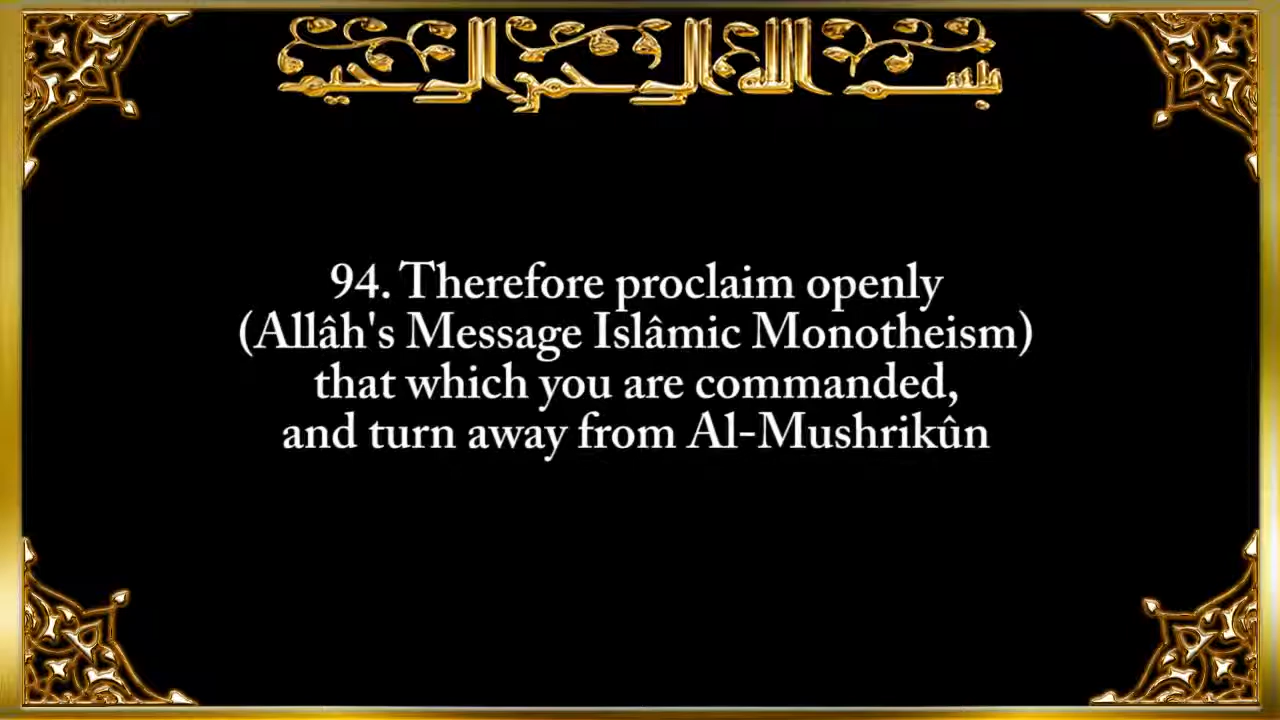 بسم الله الرحمن الرحيم
94. Therefore proclaim openly
(Allâh's Message Islâmic Monotheism)
that which you are commanded,
and turn away from Al-Mushrikûn